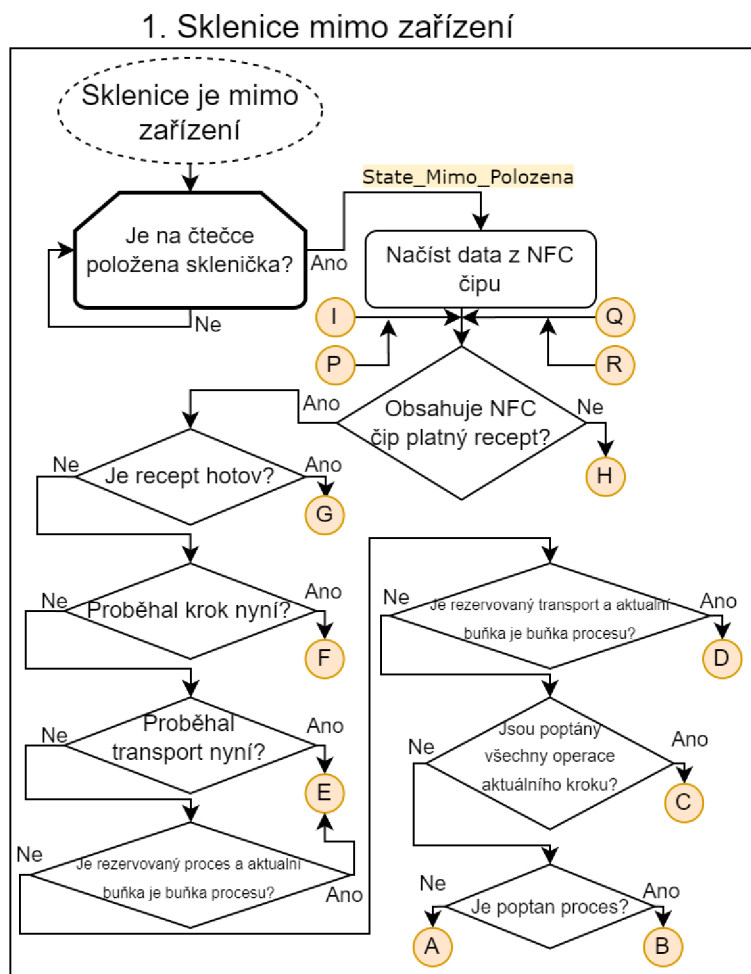 1. Sklenice mimo zařízení
Sklenice je mimo
zařízení
State_Mimo_Polozena
Je na čtečce
položena sklenička?
Ano
Ne
Načíst data z NFC
čipu
I
Q
P
R
Obsahuje NFC
čip platný recept?
Ano
Ne
H
Je recept hotov?
Ne
Ano
G
Proběhal krok nyní?
Ne
Ano
F
Proběhal
transport nyní?
Ne
Ano
E
Je rezervovaný proces a aktualní
buňka je buňka procesu?
Ne
Ano
Je rezervovaný transport a aktualní
buňka je buňka procesu?
Ne
Ano
D
Jsou poptány
všechny operace
aktuálního kroku?
Ne
Ano
C
Je poptan proces?
Ne
Ano
A
B